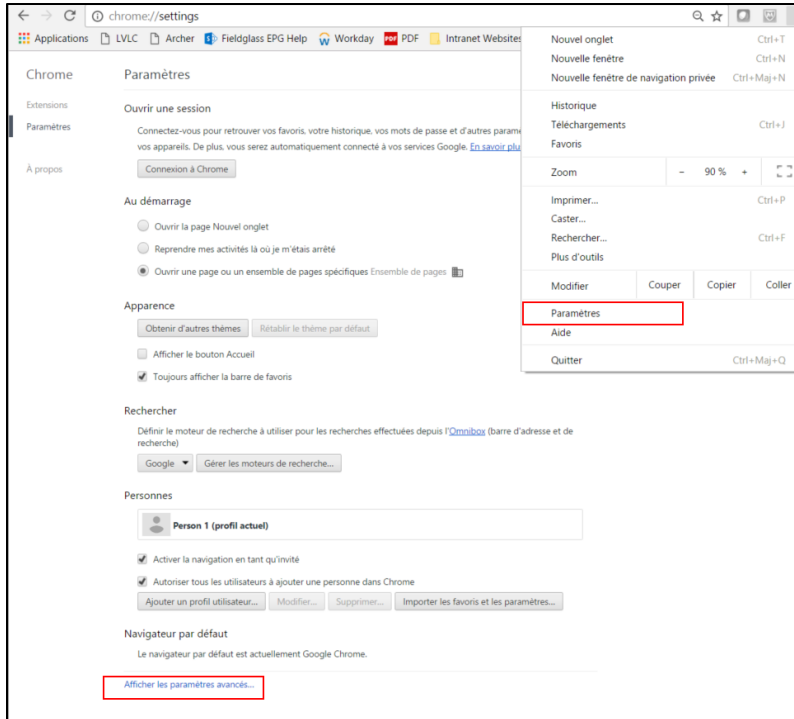 chrome://settings
Applications LVLC Archer Fieldglass EPG Help Workday PDF PDF Intranet Websites
Chrome
Extensions
Paramètres
À propos
Paramètres
Ouvrir une session
Connectez-vous pour retrouver vos favoris, votre historique, vos mots de passe et d'autres parame
vos appareils. De plus, vous serez automatiquement connecté à vos services Google. En savoir plu
Connexion à Chrome
Au démarrage
Ouvrir la page Nouvel onglet
Reprendre mes activités là où je m'étais arrêté
Ouvrir une page ou un ensemble de pages spécifiques Ensemble de pages
Apparence
Obtenir d'autres thèmes Rétablir le thème par défaut
Afficher le bouton Accueil
Toujours afficher la barre de favoris
Rechercher
Définir le moteur de recherche à utiliser pour les recherches effectuées depuis l'Omnibox (barre d'adresse et de
recherche)
Google Gérer les moteurs de recherche...
Personnes
Person 1 (profil actuel)
Activer la navigation en tant qu'invité
Autoriser tous les utilisateurs à ajouter une personne dans Chrome
Ajouter un profil utilisateur... Modifier... Supprimer... Importer les favoris et les paramètres...
Navigateur par défaut
Le navigateur par défaut est actuellement Google Chrome.
Afficher les paramètres avancés...
Nouvel onglet Ctrl+T
Nouvelle fenêtre Ctrl+N
Nouvelle fenêtre de navigation privée Ctrl+Maj+N
Historique
Téléchargements Ctrl+J
Favoris
Zoom - 90 % +
Imprimer... Ctrl+P
Caster...
Rechercher... Ctrl+F
Plus d'outils
Modifier Couper Copier Coller
Paramètres
Aide
Quitter Ctrl+Maj+Q